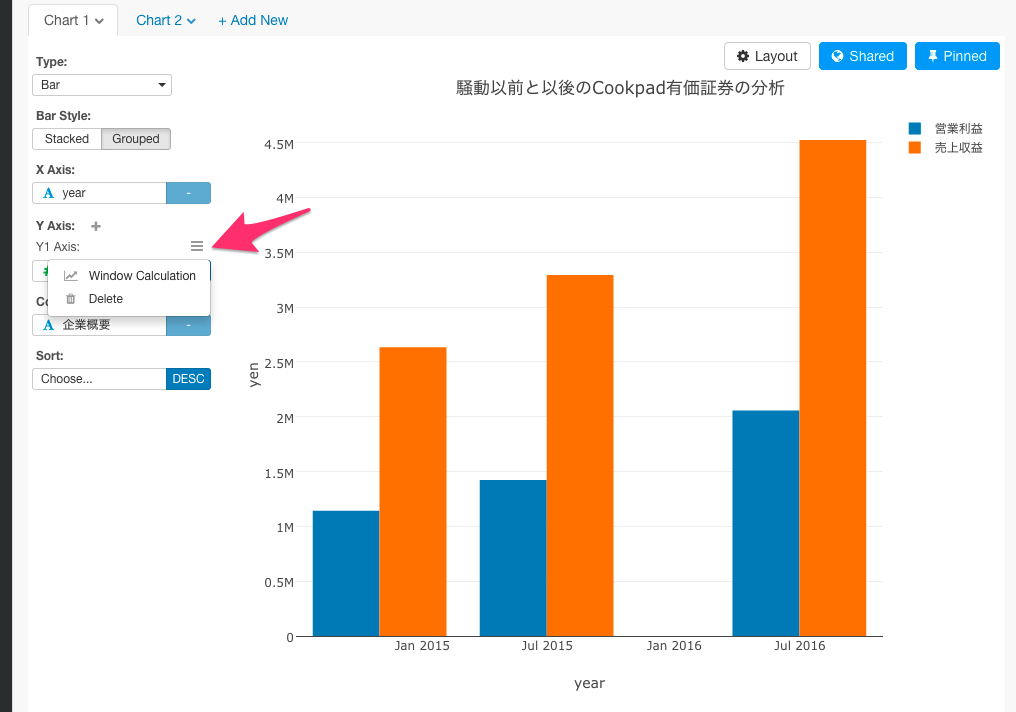 Chart 1
Chart 2
+ Add New
Layout
Shared
Pinned
Type:
Bar
Bar Style:
Stacked
Grouped
X Axis:
A year
-
Y Axis: +
Y1 Axis:
Window Calculation
Delete
A 企業概要
-
Sort:
Choose...
DESC
騒動以前と以後のCookpad有価証券の分析
営業利益
売上収益
4.5M
4M
3.5M
3M
2.5M
2M
1.5M
1M
0.5M
0
yen
Jan 2015
Jul 2015
Jan 2016
Jul 2016
year